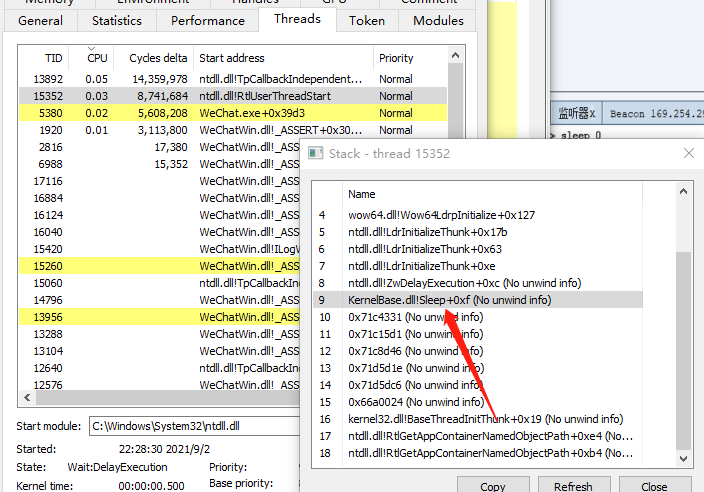 Memory Environment Handles GPU Comment
General Statistics Performance Threads Token Modules
TID CPU Cycles delta Start address Priority
13892 0.05 14,359,978 ntdll.dll!TpCallbackIndependent... Normal
15352 0.03 8,741,684 ntdll.dll!RtlUserThreadStart Normal
5380 0.02 5,608,208 WeChat.exe+0x39d3 Normal
1920 0.01 3,113,800 WeChatWin.dll!_ASSERT+0x30... Normal
2816 17,380 WeChatWin.dll!_ASS
6988 15,352 WeChatWin.dll!_ASS
17116 WeChatWin.dll!_ASS
16884 WeChatWin.dll!_ASS
16124 WeChatWin.dll!_ASS
16040 WeChatWin.dll!_ASS
15420 WeChatWin.dll!ILogW
15260 WeChatWin.dll!_ASS
15060 ntdll.dll!TpCallbackI
14796 WeChatWin.dll!_ASS
13956 WeChatWin.dll!_ASS
13288 WeChatWin.dll!_ASS
13104 WeChatWin.dll!_ASS
12640 ntdll.dll!TpCallbackI
12576 WeChatWin.dll!_ASS
Start module: C:\Windows\System32\ntdll.dll
Started: 22:28:30 2021/9/2
State: Wait:DelayExecution Priority:
Kernel time: 00:00:00.500 Base priority:
监听器X Beacon 169.254.25
> sleep 0
Stack - thread 15352
Name
4 wow64.dll!Wow64LdrpInitialize+0x127
5 ntdll.dll!LdrInitializeThunk+0x17b
6 ntdll.dll!LdrInitializeThunk+0x63
7 ntdll.dll!LdrInitializeThunk+0xe
8 ntdll.dll!ZwDelayExecution+0xc (No unwind info)
9 KernelBase.dll!Sleep+0xf (No unwind info)
10 0x71c4331 (No unwind info)
11 0x71c15d1 (No unwind info)
12 0x71c8d46 (No unwind info)
13 0x71d5d1e (No unwind info)
14 0x71d5dc6 (No unwind info)
15 0x66a0024 (No unwind info)
16 kernel32.dll!BaseThreadInitThunk+0x19 (No unwind info)
17 ntdll.dll!RtlGetAppContainerNamedObjectPath+0xe4 (No...
18 ntdll.dll!RtlGetAppContainerNamedObjectPath+0xb4 (No...
Copy Refresh Close